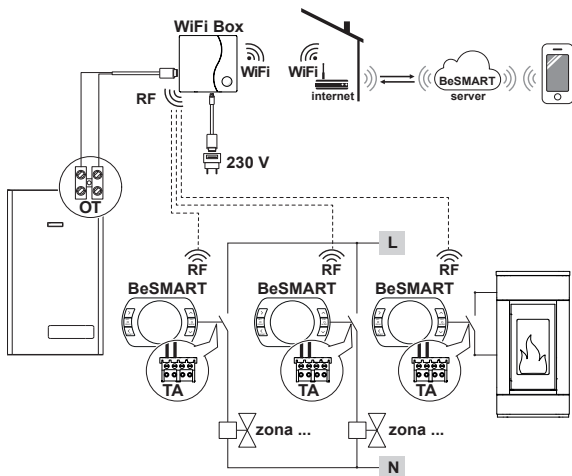 WiFi Box
WiFi
WiFi
internet
BeSMART
server
RF
230 V
OT
L
RF
RF
RF
BeSMART
BeSMART
BeSMART
TA
TA
TA
zona ...
zona ...
N